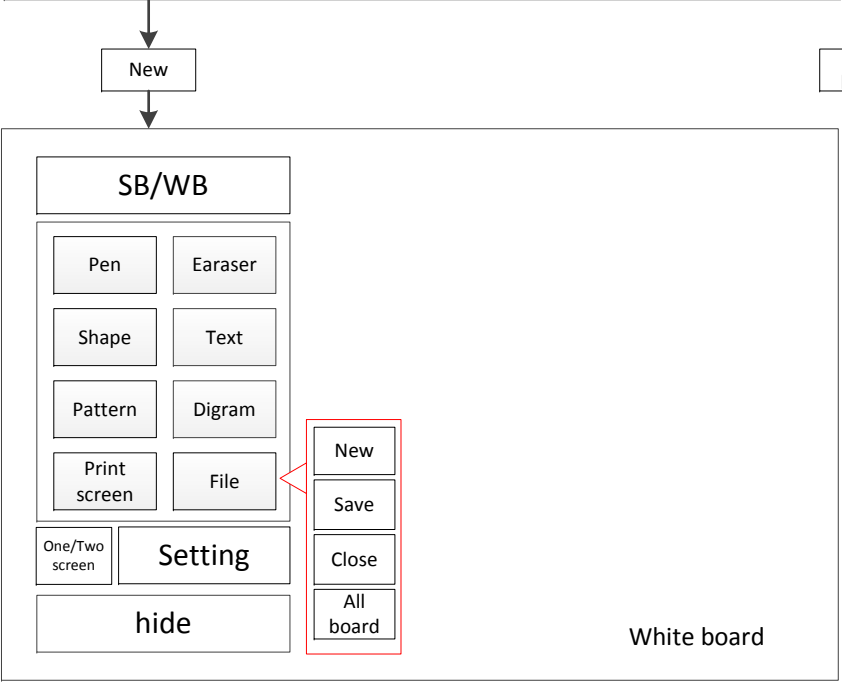 New
SB/WB
Pen
Earaser
Shape
Text
Pattern
Digram
Print
screen
File
New
Save
Close
All
board
One/Two
screen
Setting
hide
White board